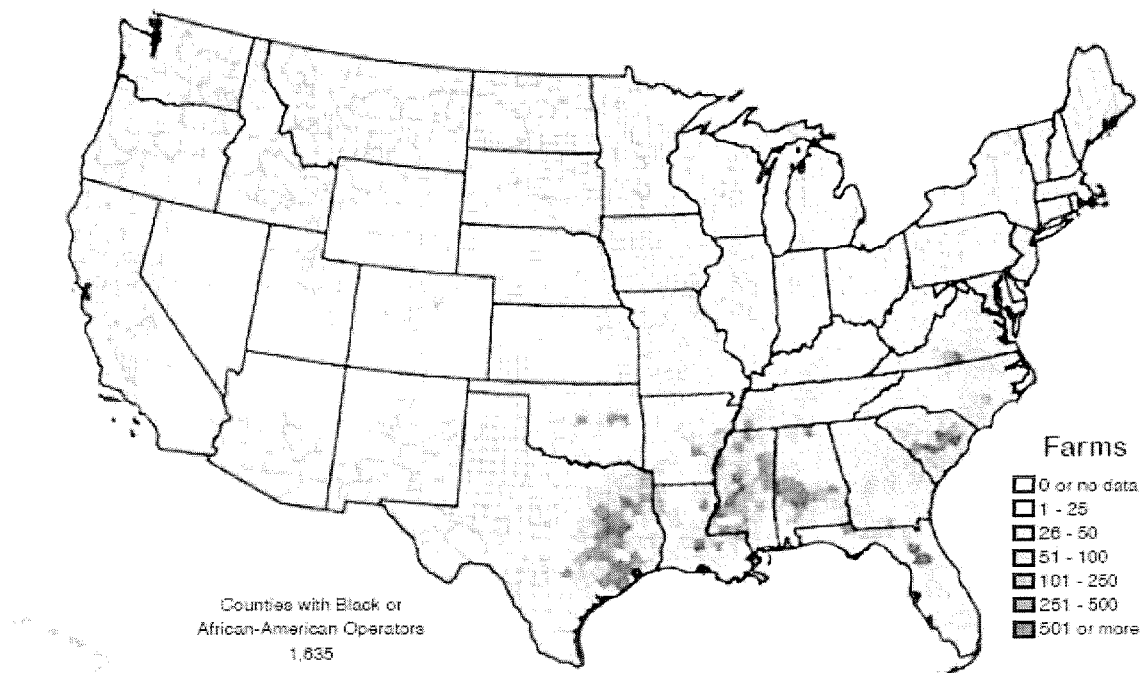 Farms
0 or no data
1 - 25
26 - 50
51 - 100
101 - 250
251 - 500
501 or more
Counties with Black or
African-American Operators
1,635